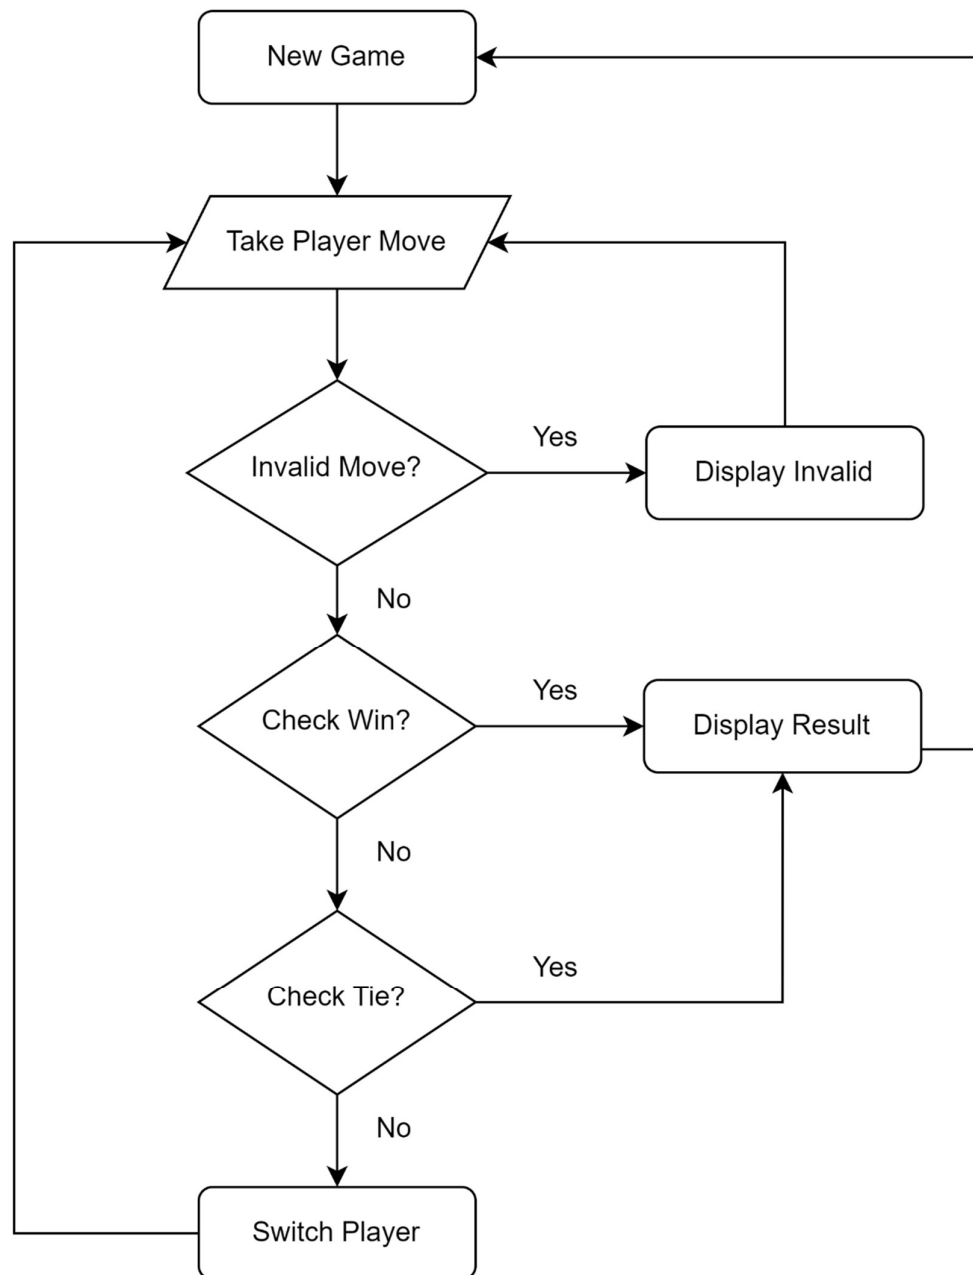 New Game
Take Player Move
Yes
Invalid Move?
Display Invalid
No
Yes
Check Win?
Display Result
No
Yes
Check Tie?
No
Switch Player